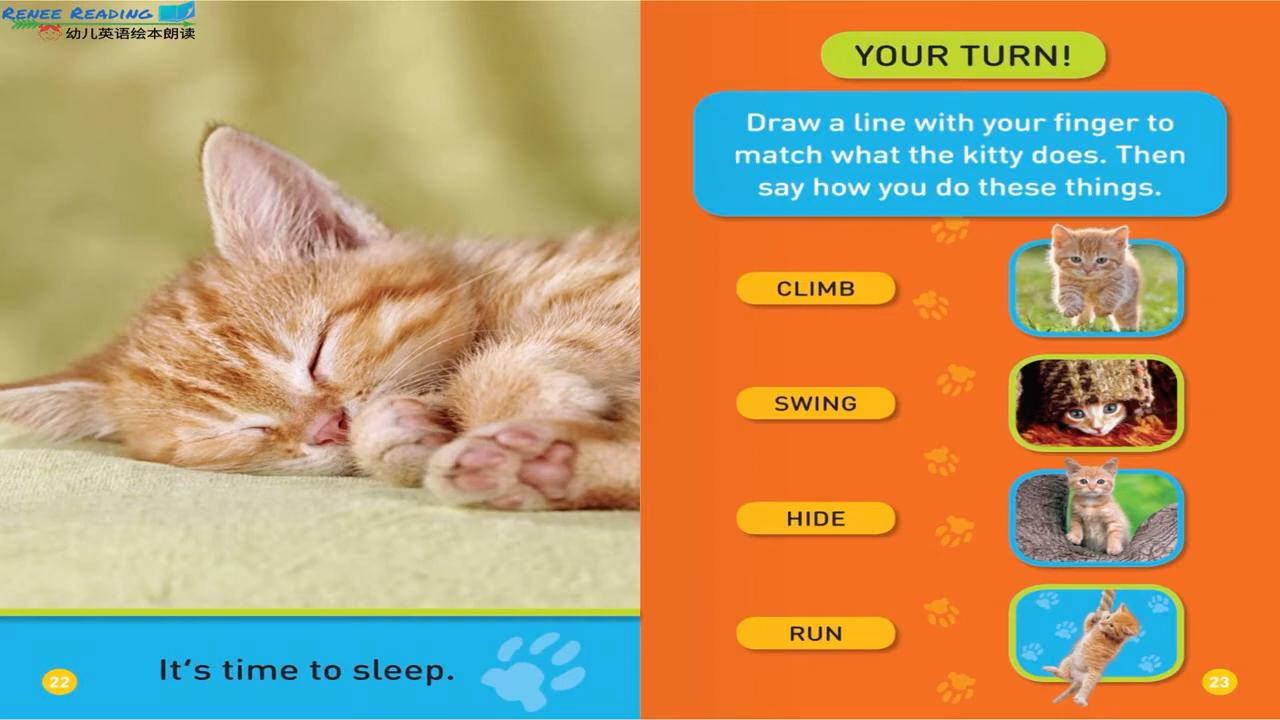 RENEE READING
幼儿英语绘本朗读
It's time to sleep.
22
YOUR TURN!
Draw a line with your finger to
match what the kitty does. Then
say how you do these things.
CLIMB
SWING
HIDE
RUN
23